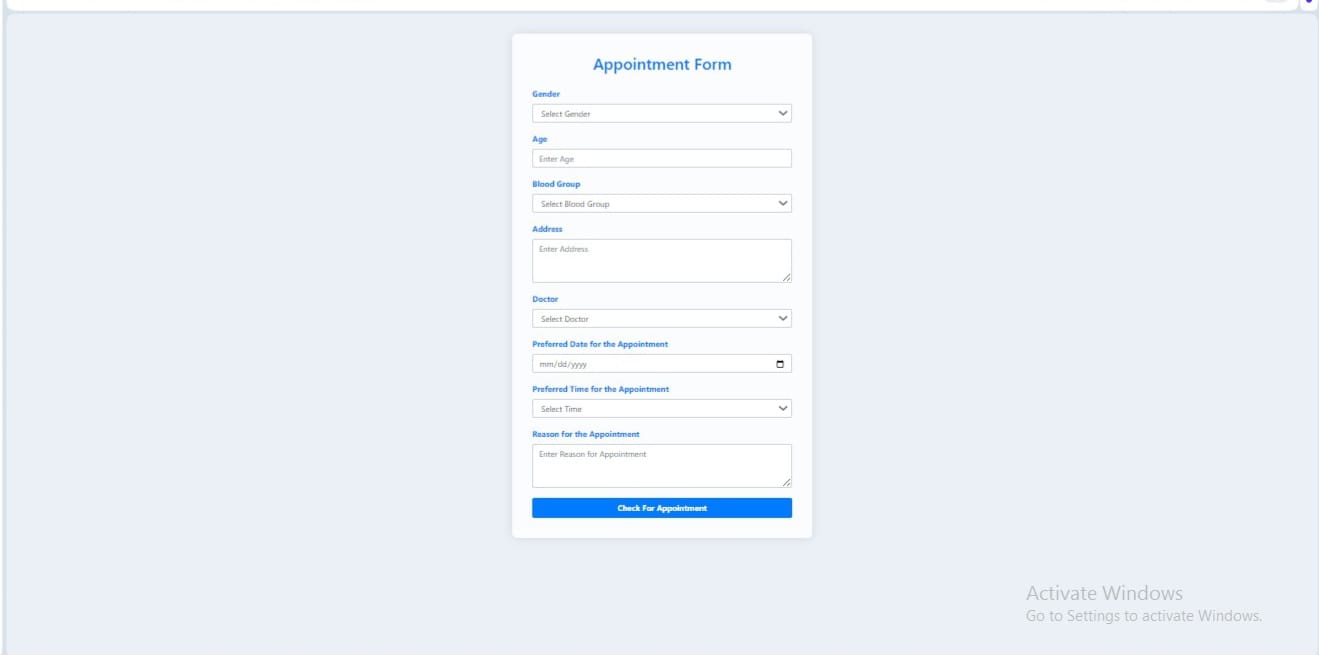 Appointment Form
Gender
Select Gender
Age
Enter Age
Blood Group
Select Blood Group
Address
Enter Address
Doctor
Select Doctor
Preferred Date for the Appointment
mm/dd/yyyy
Preferred Time for the Appointment
Select Time
Reason for the Appointment
Enter Reason for Appointment
Check For Appointment
Activate Windows
Go to Settings to activate Windows.